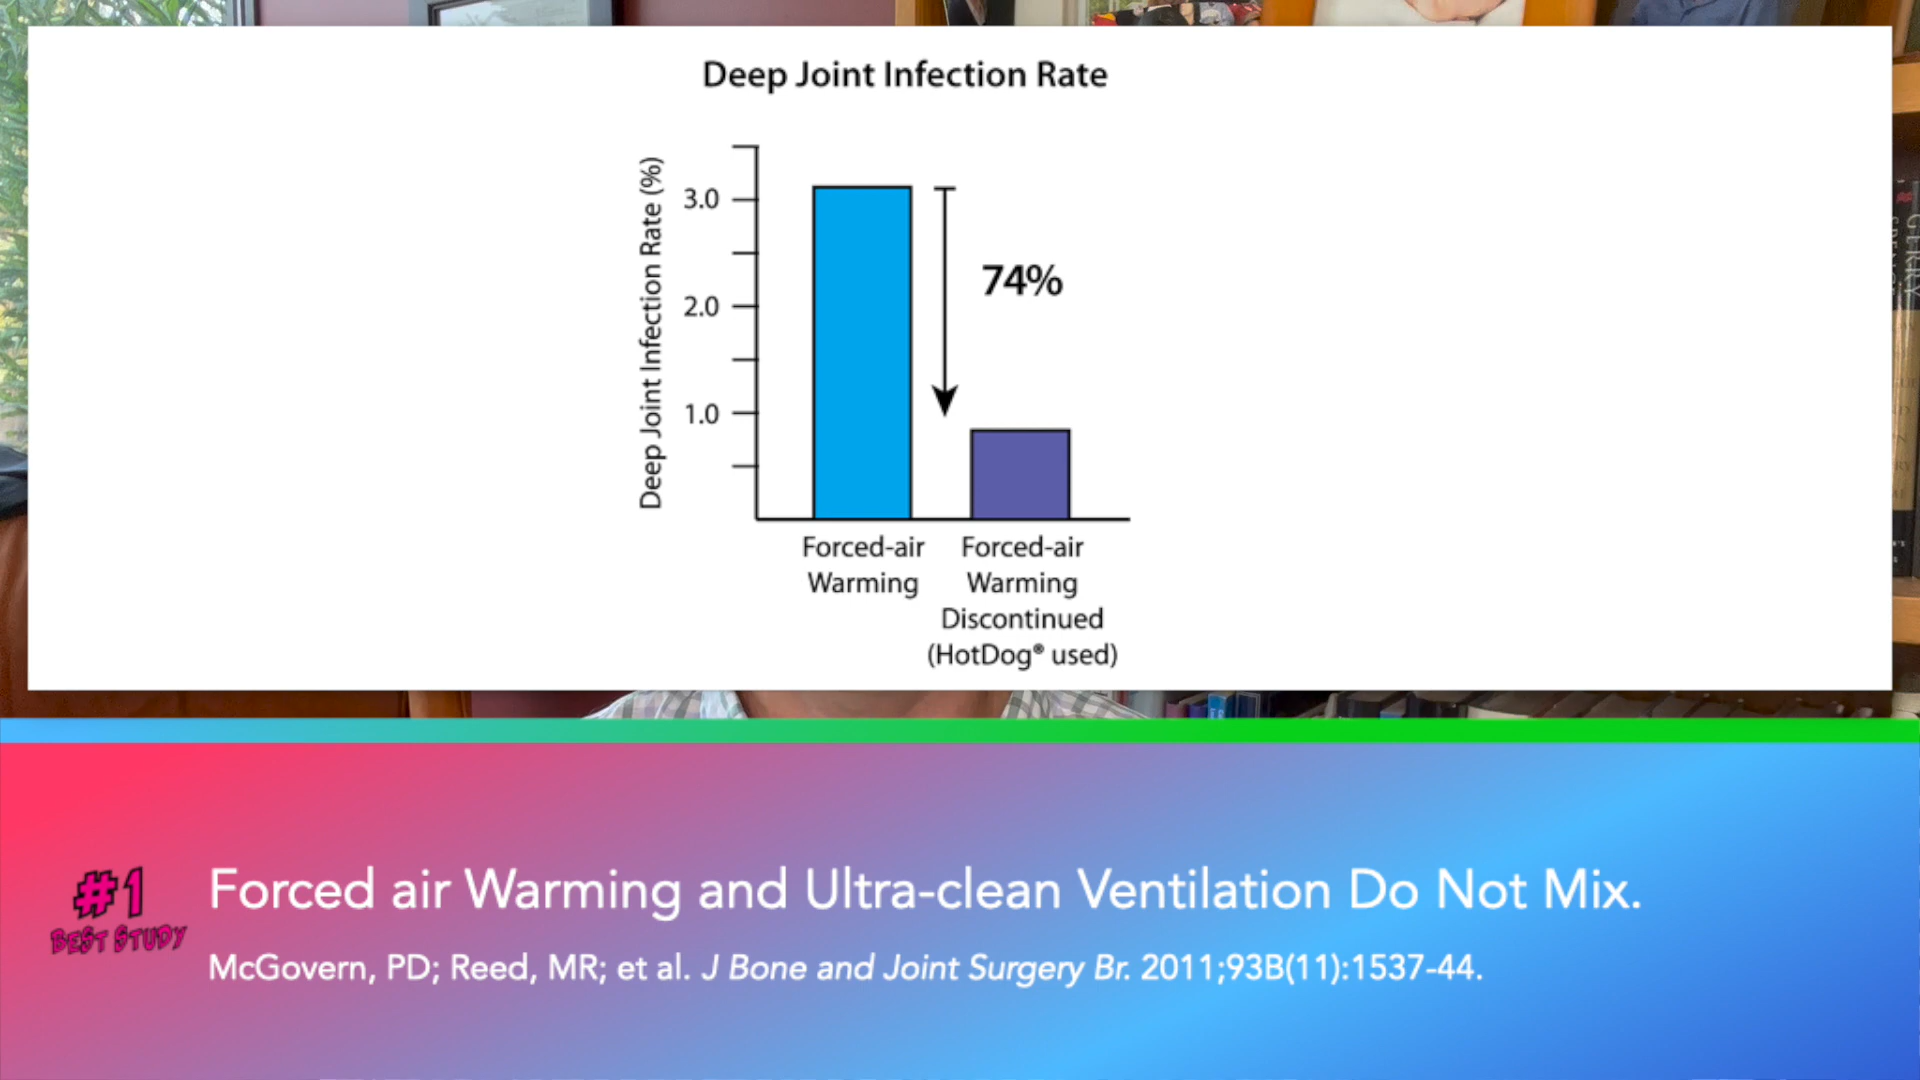 Deep Joint Infection Rate
Deep Joint Infection Rate (%)
3.0
2.0
1.0
74%
Forced-air
Warming
Forced-air
Warming
Discontinued
(HotDog® used)
#1
BEST STUDY
Forced air Warming and Ultra-clean Ventilation Do Not Mix.
McGovern, PD; Reed, MR; et al. J Bone and Joint Surgery Br. 2011;93B(11):1537-44.
GERRY